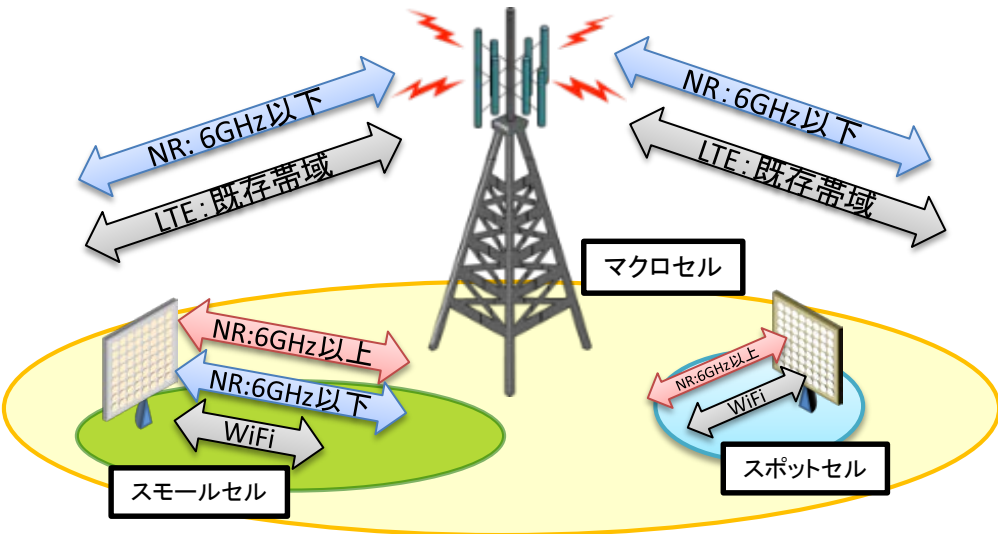 NR: 6GHz以下
LTE:既存帯域
NR:6GHz以下
LTE:既存帯域
マクロセル
NR:6GHz以上
NR:6GHz以下
WiFi
スモールセル
NR:6GHz以上
WiFi
スポットセル